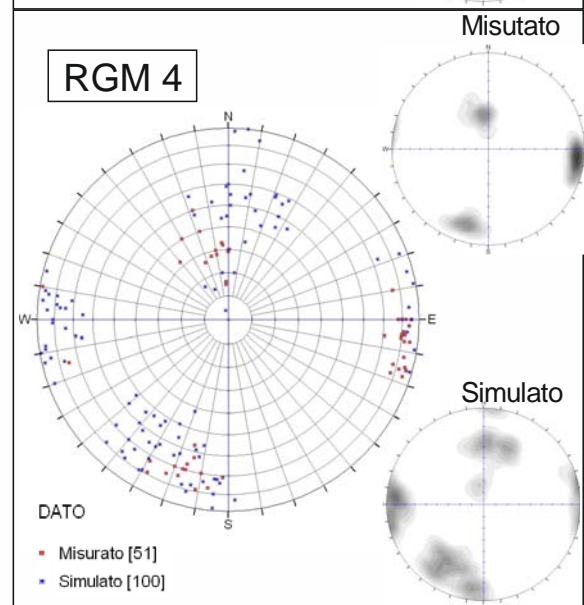 Misutato
RGM 4
N
W
E
S
N
W
S
Simulato
DATO
Misurato [51]
Simulato [100]